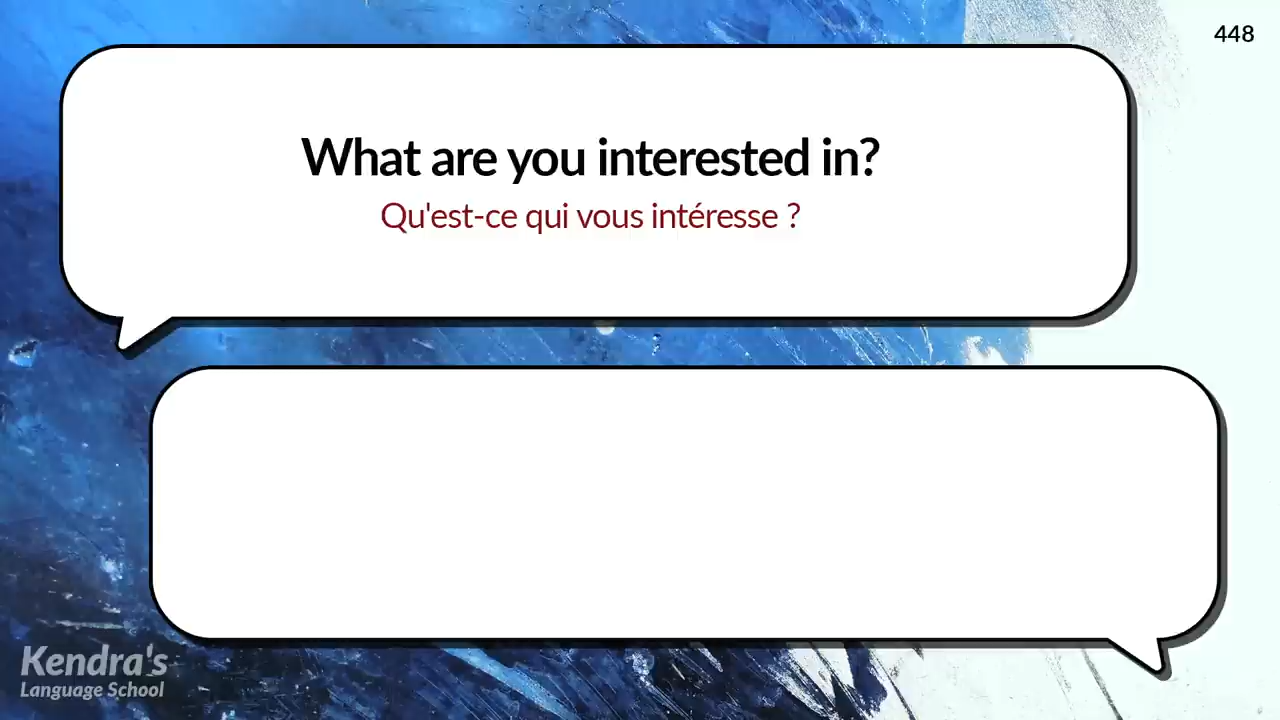 448
What are you interested in?
Qu'est-ce qui vous intéresse ?
Kendra's
Language School